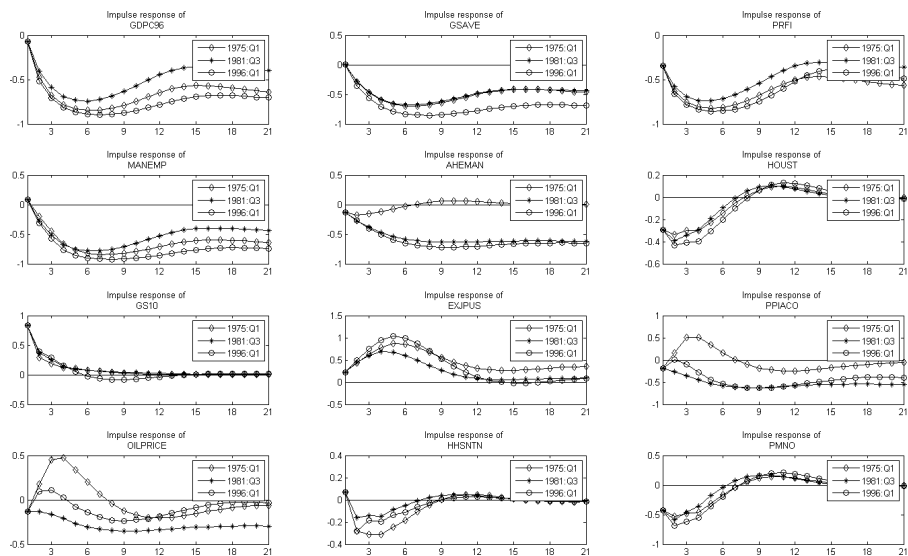 Impulse response of
GDPC96
0
-0.5
-1
3 6 9 12 15 18 21
1975:Q1
1981:Q3
1996:Q1
Impulse response of
GSAVE
0.5
0
-0.5
-1
3 6 9 12 15 18 21
1975:Q1
1981:Q3
1996:Q1
Impulse response of
PRFI
0
-0.5
-1
3 6 9 12 15 18 21
1975:Q1
1981:Q3
1996:Q1
Impulse response of
MANEMP
0.5
0
-0.5
-1
3 6 9 12 15 18 21
1975:Q1
1981:Q3
1996:Q1
Impulse response of
AHEMAN
0.5
0
-0.5
-1
3 6 9 12 15 18 21
1975:Q1
1981:Q3
1996:Q1
Impulse response of
HOUST
0.2
0
-0.2
-0.4
-0.6
3 6 9 12 15 18 21
1975:Q1
1981:Q3
1996:Q1
Impulse response of
GS10
1
0.5
0
-0.5
3 6 9 12 15 18 21
1975:Q1
1981:Q3
1996:Q1
Impulse response of
EXJPUS
1.5
1
0.5
0
-0.5
3 6 9 12 15 18 21
1975:Q1
1981:Q3
1996:Q1
Impulse response of
PPIACO
1
0.5
0
-0.5
-1
3 6 9 12 15 18 21
1975:Q1
1981:Q3
1996:Q1
Impulse response of
OILPRICE
0.5
0
-0.5
3 6 9 12 15 18 21
1975:Q1
1981:Q3
1996:Q1
Impulse response of
HHSNTN
0.4
0.2
0
-0.2
-0.4
3 6 9 12 15 18 21
1975:Q1
1981:Q3
1996:Q1
Impulse response of
PMNO
0.5
0
-0.5
-1
3 6 9 12 15 18 21
1975:Q1
1981:Q3
1996:Q1